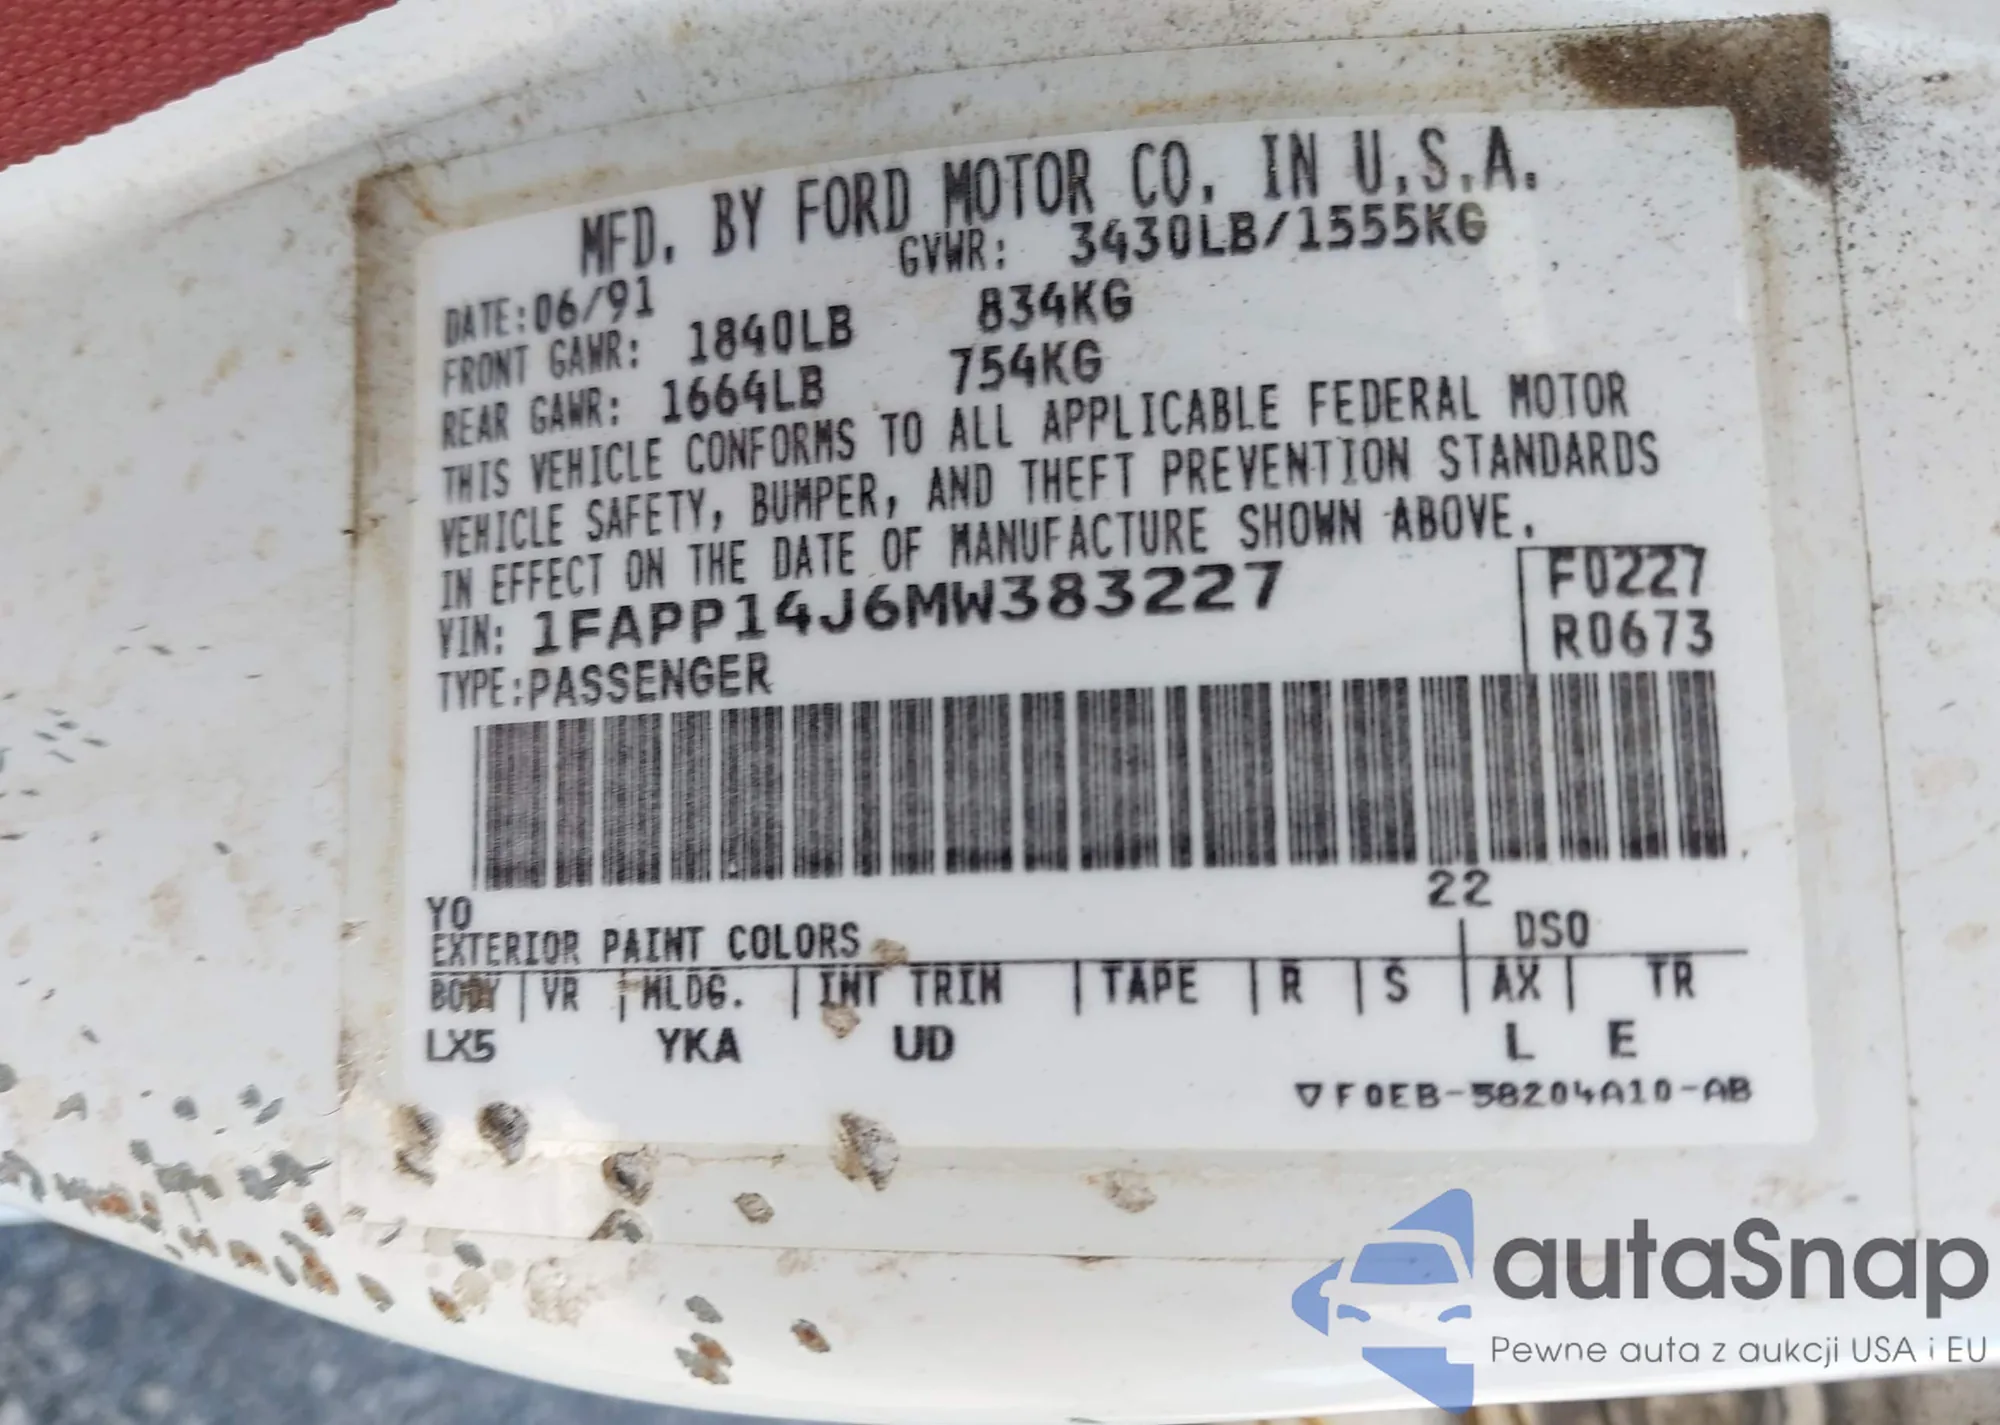 MFD. BY FORD MOTOR CO. IN U.S.A.
DATE:06/91 GVWR: 3430LB/1555KG
FRONT GAWR: 1840LB 834KG
REAR GAWR: 1664LB 754KG
THIS VEHICLE CONFORMS TO ALL APPLICABLE FEDERAL MOTOR
VEHICLE SAFETY, BUMPER, AND THEFT PREVENTION STANDARDS
IN EFFECT ON THE DATE OF MANUFACTURE SHOWN ABOVE.
VIN: 1FAPP14J6MW383227 F0227
TYPE:PASSENGER R0673
YO 22
EXTERIOR PAINT COLORS DSO
BODY | VR | MLDG. | INT TRIM | TAPE | R | S | AX | TR
LX5 YKA UD L E
▽F0EB-58204A10-AB
autaSnap
Pewne auta z aukcji USA i EU